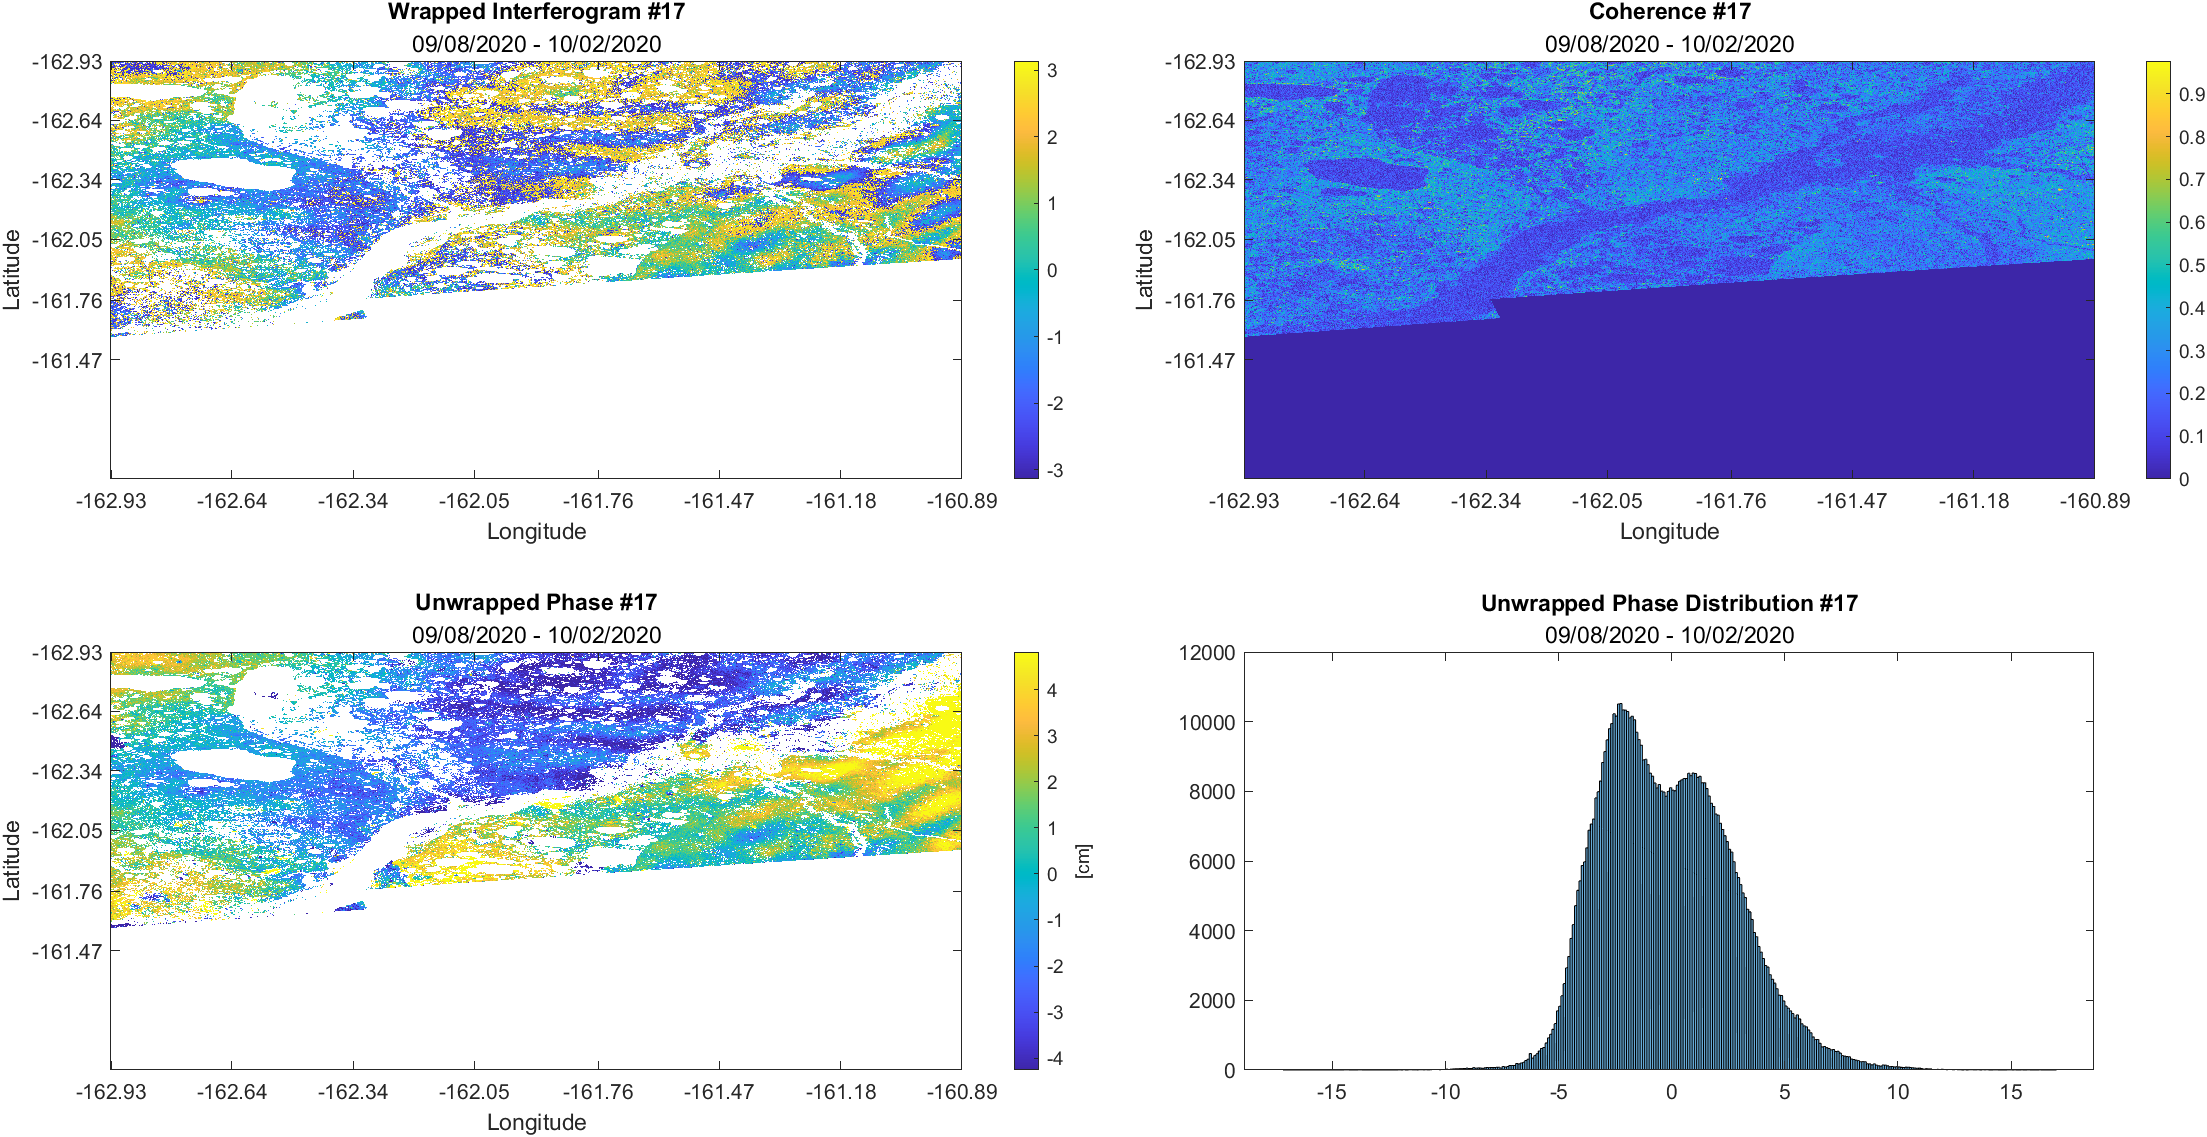 Wrapped Interferogram #17
09/08/2020 - 10/02/2020
-162.93
-162.64
-162.34
-162.05
-161.76
-161.47
Latitude
-162.93 -162.64 -162.34 -162.05 -161.76 -161.47 -161.18 -160.89
Longitude
3
2
1
0
-1
-2
-3
Coherence #17
09/08/2020 - 10/02/2020
-162.93
-162.64
-162.34
-162.05
-161.76
-161.47
Latitude
-162.93 -162.64 -162.34 -162.05 -161.76 -161.47 -161.18 -160.89
Longitude
0.9
0.8
0.7
0.6
0.5
0.4
0.3
0.2
0.1
0
Unwrapped Phase #17
09/08/2020 - 10/02/2020
-162.93
-162.64
-162.34
-162.05
-161.76
-161.47
Latitude
-162.93 -162.64 -162.34 -162.05 -161.76 -161.47 -161.18 -160.89
Longitude
4
3
2
1
0
-1
-2
-3
-4
[cm]
Unwrapped Phase Distribution #17
09/08/2020 - 10/02/2020
12000
10000
8000
6000
4000
2000
0
-15 -10 -5 0 5 10 15